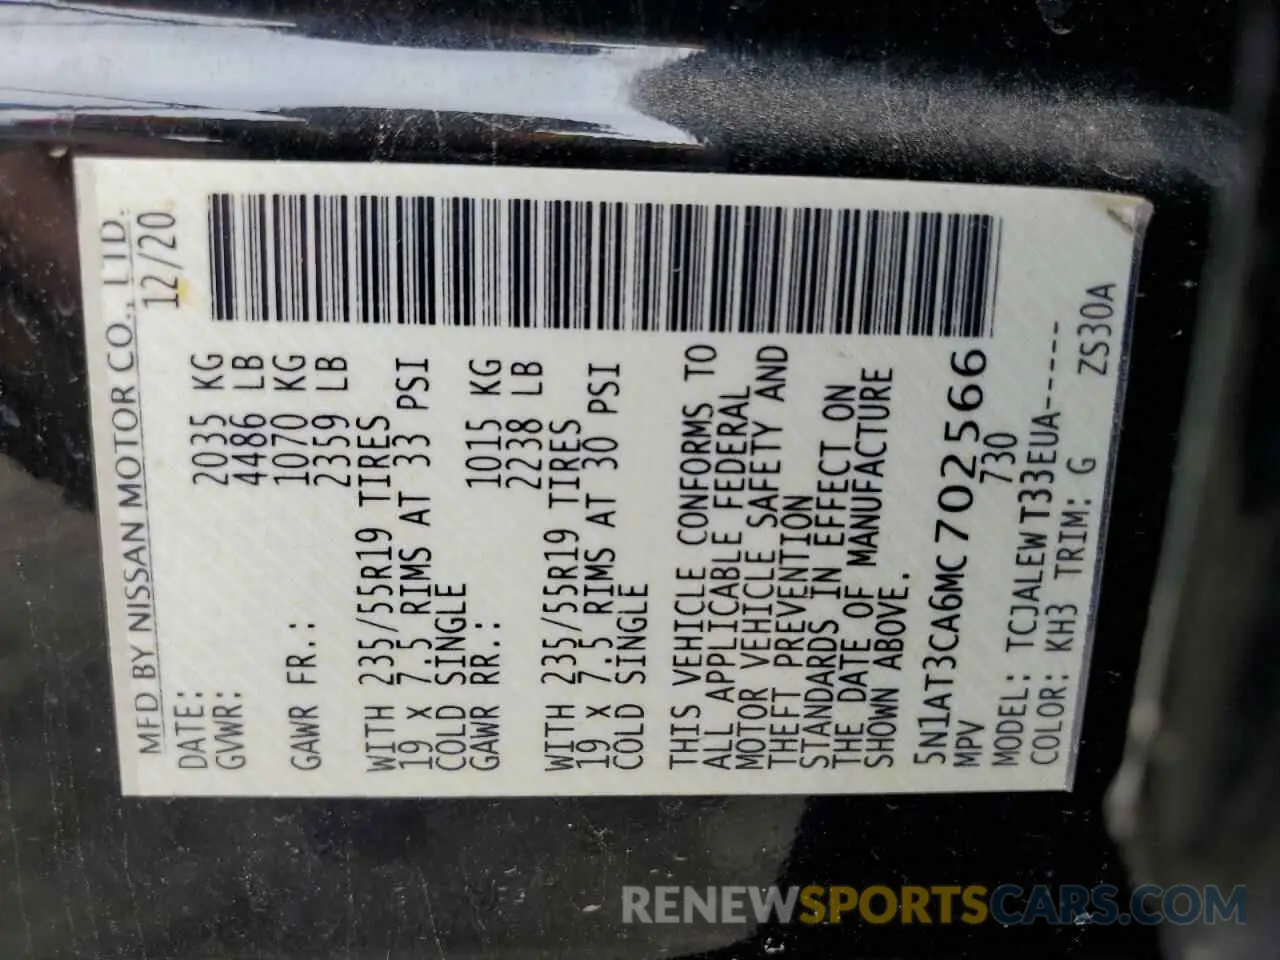 MFD BY NISSAN MOTOR CO., LTD.
DATE: 12/20
GVWR: 2035 KG
4486 LB
GAWR FR.: 1070 KG
2359 LB
WITH 235/55R19 TIRES
19 X 7.5 RIMS AT 33 PSI
COLD SINGLE
GAWR RR.: 1015 KG
2238 LB
WITH 235/55R19 TIRES
19 X 7.5 RIMS AT 30 PSI
COLD SINGLE
THIS VEHICLE CONFORMS TO
ALL APPLICABLE FEDERAL
MOTOR VEHICLE SAFETY AND
THEFT PREVENTION
STANDARDS IN EFFECT ON
THE DATE OF MANUFACTURE
SHOWN ABOVE.
5N1AT3CA6MC702566
MPV 730
MODEL: TCJALEWT33EUA-----
COLOR: KH3 TRIM: G ZS30A
RENEWSPORTSCARS.COM